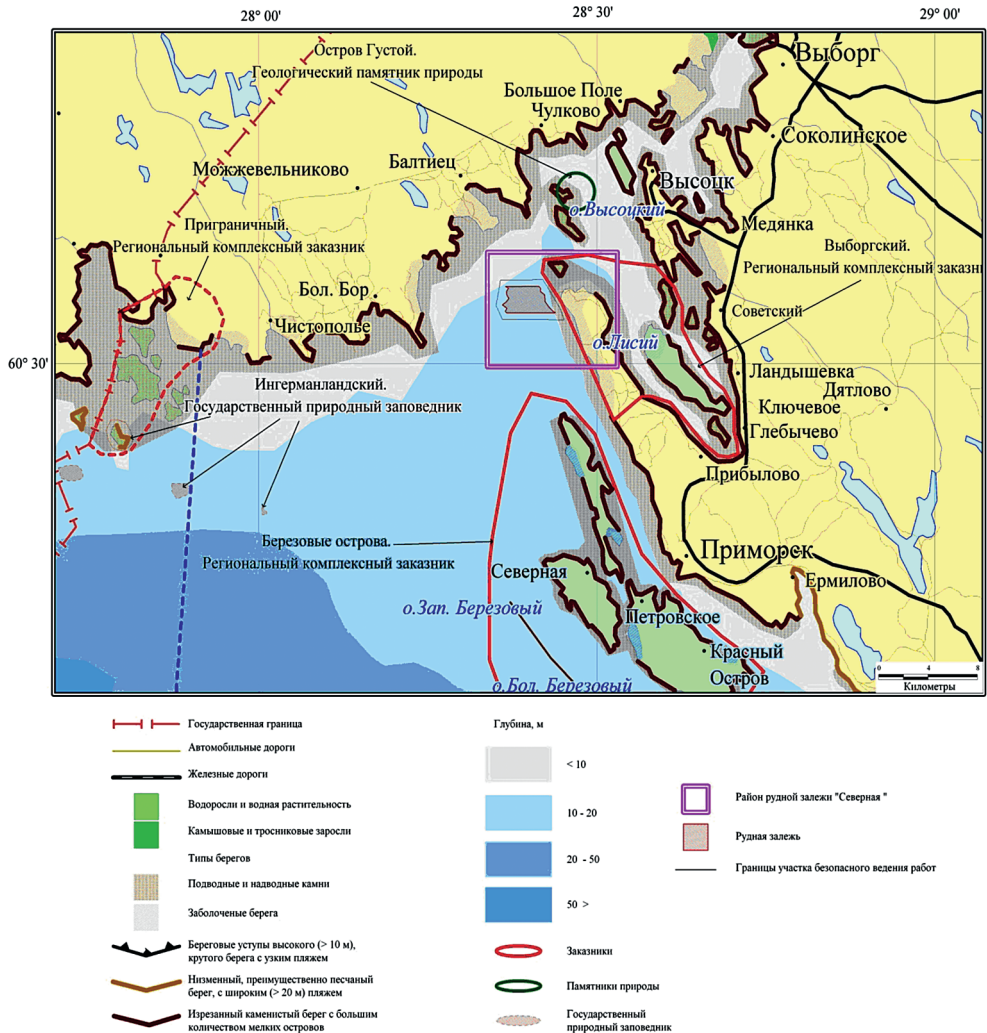 28° 00'
28° 30'
29° 00'
Остров Густой.
Геологический памятник природы
Выборг
Большое Поле
Чулково
Соколинское
Балтиец
Можжевельниково
Высоцк
о.Высоцкий
Приграничный.
Региональный комплексный заказник
Медянка
Выборгский.
Региональный комплексный заказни
Бол. Бор
Чистополье
Советский
о.Лисий
60° 30'
Ландышевка
Дятлово
Ингерманландский.
Государственный природный заповедник
Ключевое
Глебычево
Прибылово
Березовые острова.
Региональный комплексный заказник
Приморск
Северная
Ермилово
о.Зап. Березовый
Петровское
Красный
Остров
о.Бол. Березовый
0 4 8
Километры
Государственная граница
Автомобильные дороги
Железные дороги
Водоросли и водная растительность
Камышовые и тросниковые заросли
Типы берегов
Подводные и надводные камни
Заболоченые берега
Береговые уступы высокого (> 10 м),
крутого берега с узким пляжем
Низменный, преимущественно песчаный
берег, с широким (> 20 м) пляжем
Изрезанный каменистый берег с большим
количеством мелких островов
Глубина, м
< 10
10 - 20
20 - 50
50 >
Заказники
Памятники природы
Государственный
природный заповедник
Район рудной залежи "Северная "
Рудная залежь
Границы участка безопасного ведения работ